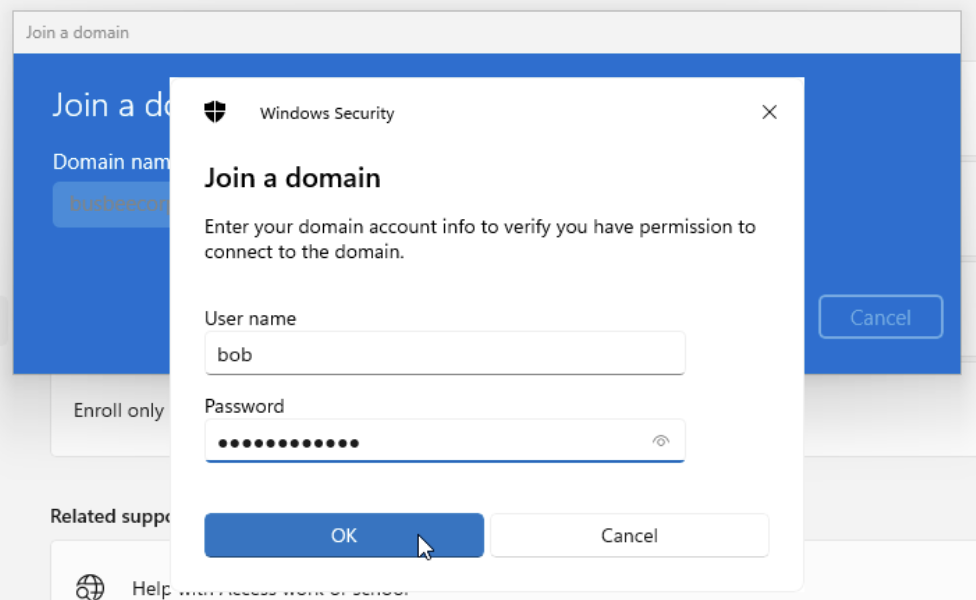 Join a domain
Join a do
Windows Security
Domain nam
Join a domain
Enter your domain account info to verify you have permission to
connect to the domain.
User name
bob
Cancel
Password
Enroll only
●●●●●●●●●●●●
Related suppo
OK
Cancel
Help with Access work or school